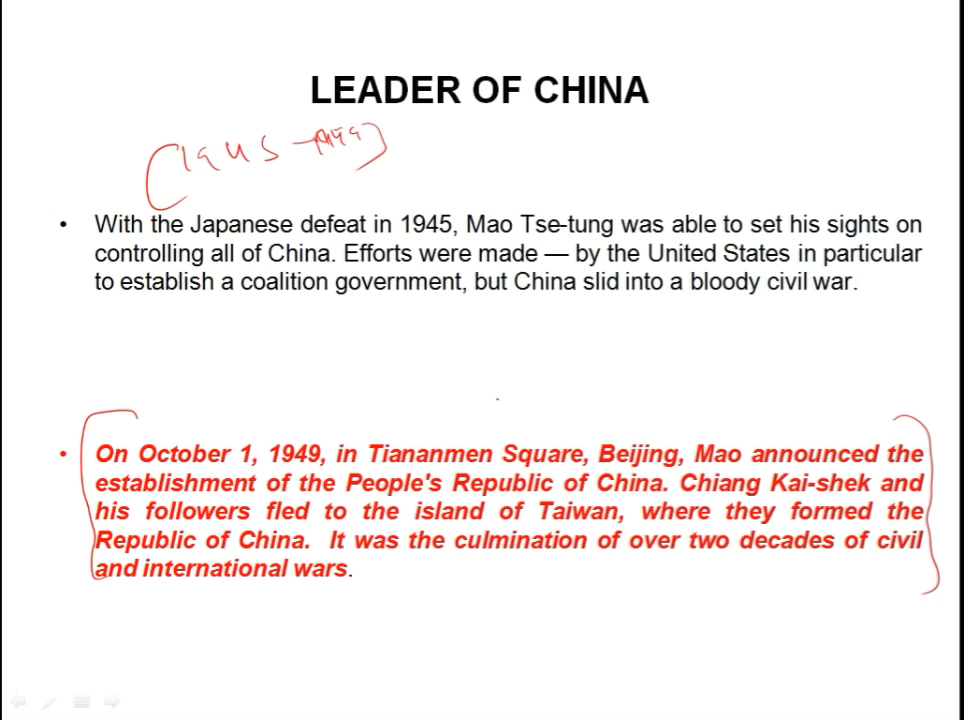 LEADER OF CHINA
(1945-1949)
• With the Japanese defeat in 1945, Mao Tse-tung was able to set his sights on
controlling all of China. Efforts were made — by the United States in particular
to establish a coalition government, but China slid into a bloody civil war.
• On October 1, 1949, in Tiananmen Square, Beijing, Mao announced the
establishment of the People's Republic of China. Chiang Kai-shek and
his followers fled to the island of Taiwan, where they formed the
Republic of China. It was the culmination of over two decades of civil
and international wars.